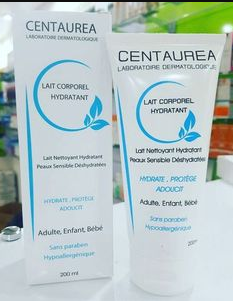 CENTAUREA
LABORATOIRE DERMATOLOGIQUE
LAIT CORPOREL
HYDRATANT
Lait Nettoyant Hydratant
Peaux Sensible Déshydratées
HYDRATE , PROTÈGE
ADOUCIT
Adulte, Enfant, Bébé
Sans paraben
Hypoallergénique
200 ml
CENTAUREA
LABORATOIRE DERMATOLOGIQUE
LAIT CORPOREL
HYDRATANT
Lait Nettoyant Hydratant
Peaux Sensible Déshydratées
HYDRATE , PROTÈGE
ADOUCIT
Adulte, Enfant, Bébé
Sans paraben
Hypoallergénique